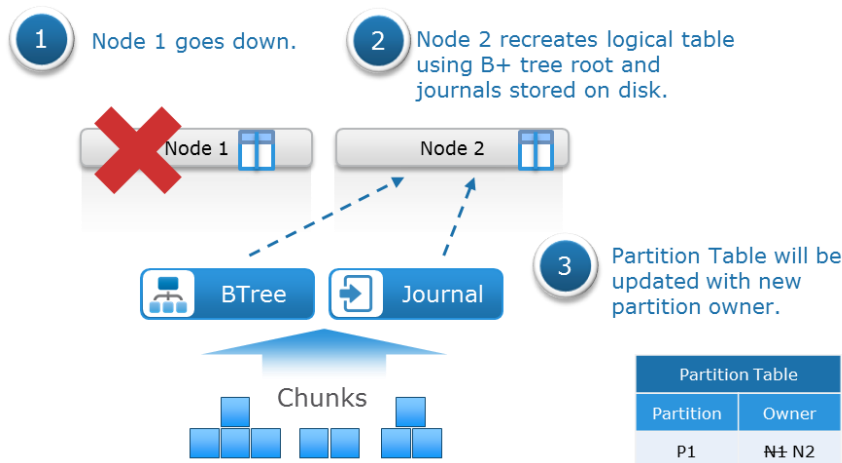 1
Node 1 goes down.
2
Node 2 recreates logical table
using B+ tree root and
journals stored on disk.
Node 1
Node 2
BTree
Journal
3
Partition Table will be
updated with new
partition owner.
Chunks
Partition Table
Partition Owner
P1 N1 N2